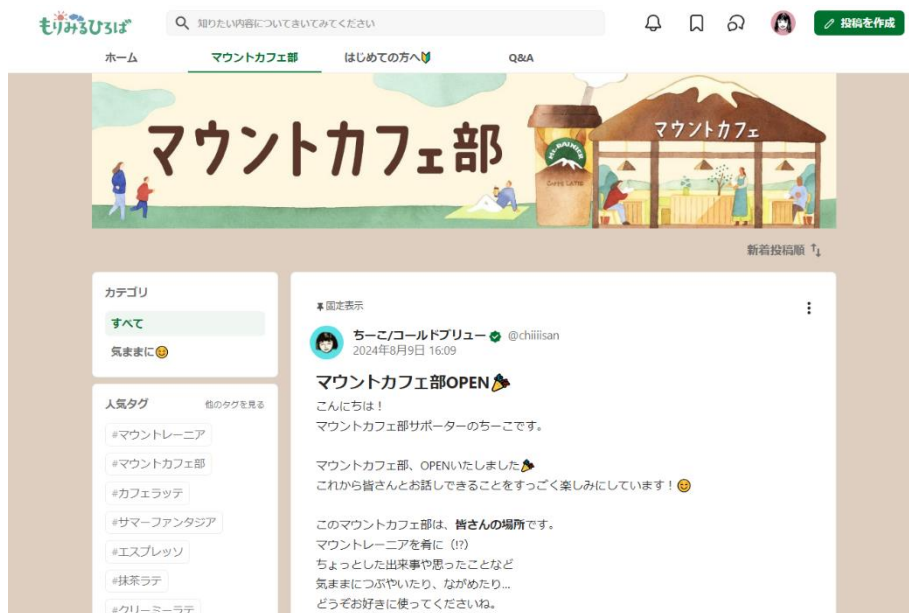 もりみるひろば
知りたい内容についてきいてみてください
投稿を作成
ホーム
マウントカフェ部
はじめての方へ🔰
Q&A
マウントカフェ部
MT.RAINIER
CAFFÈ LATTE
マウントカフェ
新着投稿順
カテゴリ
すべて
気ままに😊
人気タグ
他のタグを見る
#マウントレーニア
#マウントカフェ部
#カフェラッテ
#サマーファンタジア
#エスプレッソ
#抹茶ラテ
#クリーミーラテ
固定表示
ちーこ/コールドブリュー @chiiiisan
2024年8月9日 16:09
マウントカフェ部OPEN🎉
こんにちは！
マウントカフェ部サポーターのちーこです。
マウントカフェ部、OPENいたしました🎉
これから皆さんとお話しできることをすっごく楽しみにしています！😊
このマウントカフェ部は、皆さんの場所です。
マウントレーニアを肴に（!?）
ちょっとした出来事や思ったことなど
気ままにつぶやいたり、ながめたり...
どうぞお好きに使ってくださいね。